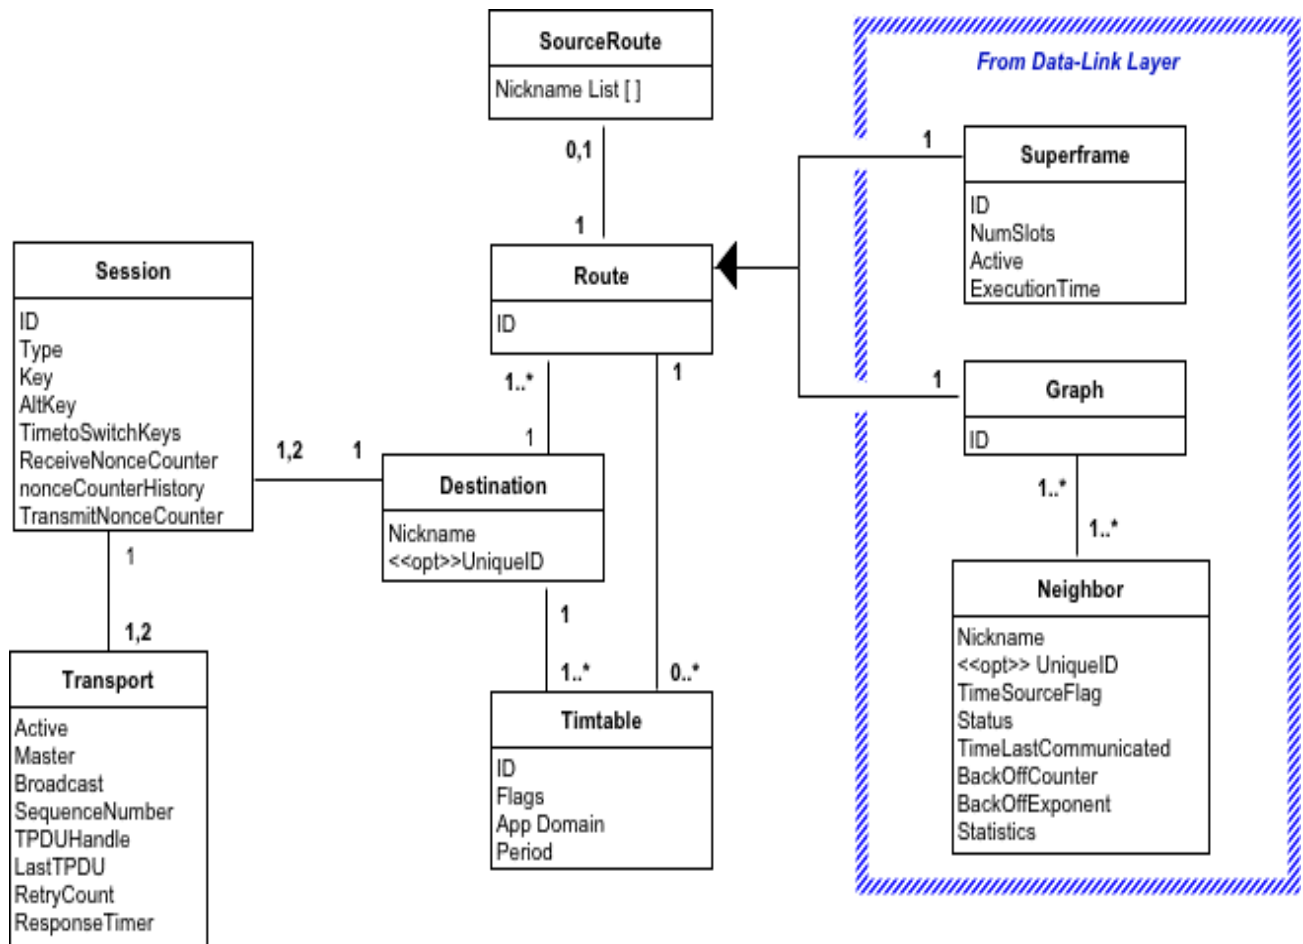 SourceRoute
Nickname List [ ]
0,1
1
Route
ID
1..*
1
1
From Data-Link Layer
1
Superframe
ID
NumSlots
Active
ExecutionTime
1
Graph
ID
1..*
1..*
Neighbor
Nickname
<<opt>> UniqueID
TimeSourceFlag
Status
TimeLastCommunicated
BackOffCounter
BackOffExponent
Statistics
Session
ID
Type
Key
AltKey
TimetoSwitchKeys
ReceiveNonceCounter
nonceCounterHistory
TransmitNonceCounter
1,2
1
Destination
Nickname
<<opt>>UniqueID
1
1..*
0..*
Timtable
ID
Flags
App Domain
Period
1
1,2
Transport
Active
Master
Broadcast
SequenceNumber
TPDUHandle
LastTPDU
RetryCount
ResponseTimer